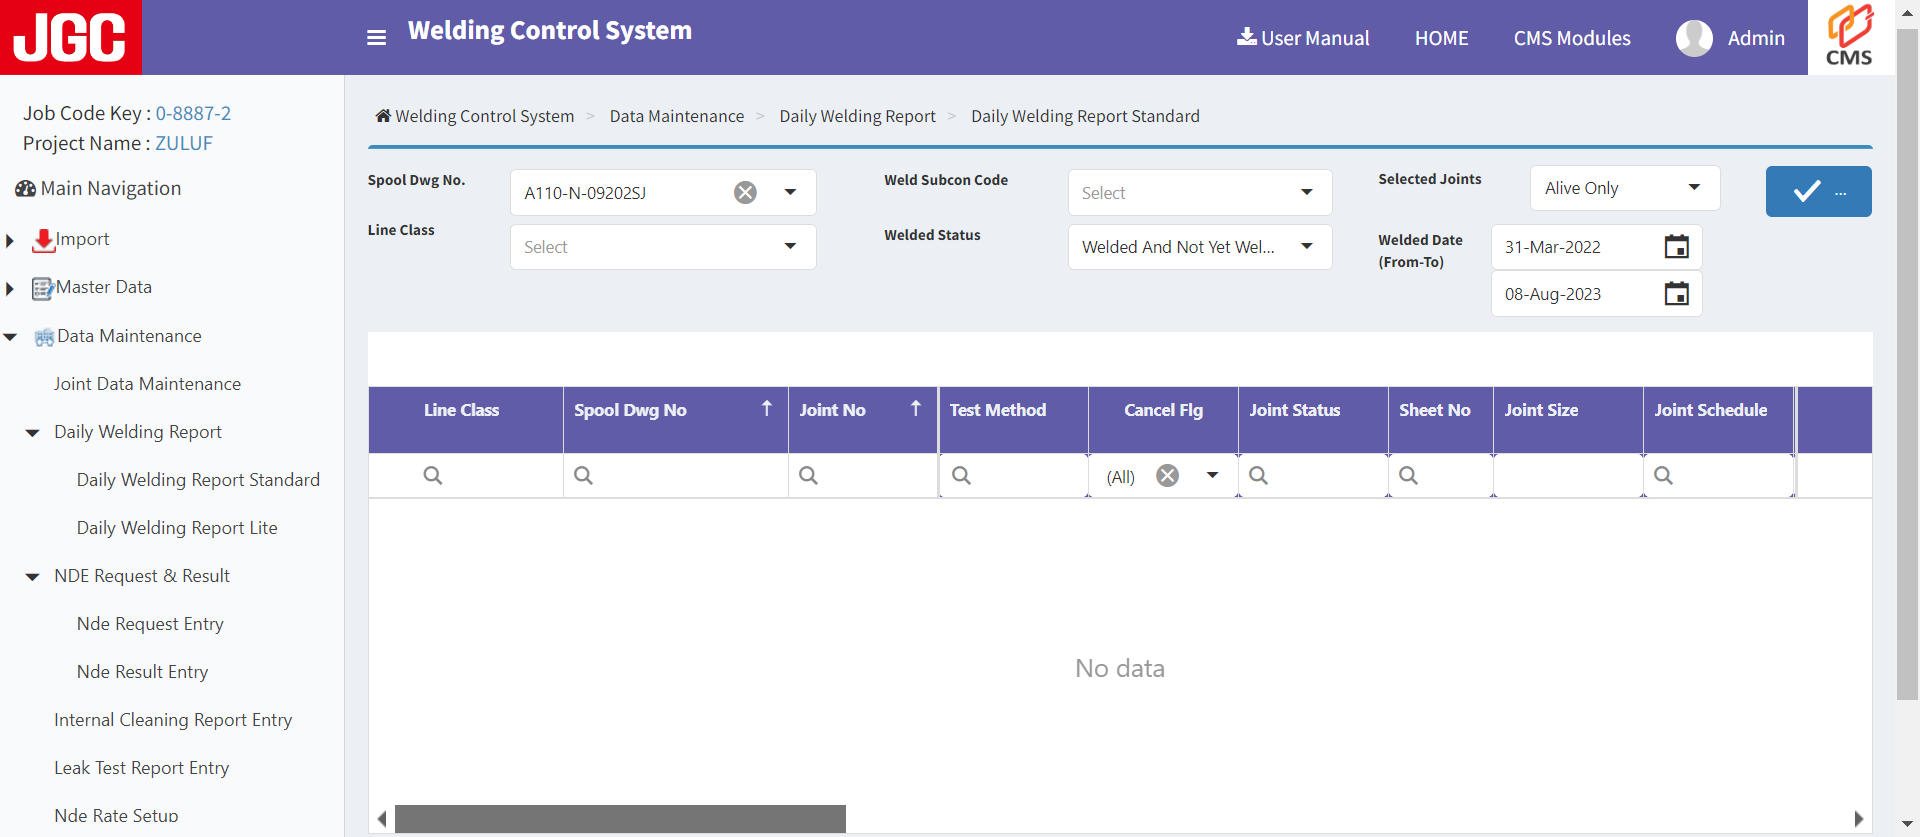 JGC
Welding Control System
User Manual
HOME
CMS Modules
Admin
CMS
Job Code Key : 0-8887-2
Project Name : ZULUF
Main Navigation
Import
Master Data
Data Maintenance
Joint Data Maintenance
Daily Welding Report
Daily Welding Report Standard
Daily Welding Report Lite
NDE Request & Result
Nde Request Entry
Nde Result Entry
Internal Cleaning Report Entry
Leak Test Report Entry
Nde Rate Setup
Welding Control System > Data Maintenance > Daily Welding Report > Daily Welding Report Standard
Spool Dwg No.
A110-N-09202SJ
Line Class
Select
Weld Subcon Code
Select
Welded Status
Welded And Not Yet Wel...
Selected Joints
Alive Only
...
Welded Date
(From-To)
31-Mar-2022
08-Aug-2023
Line Class
Spool Dwg No
Joint No
Test Method
Cancel Flg
Joint Status
Sheet No
Joint Size
Joint Schedule
(All)
No data